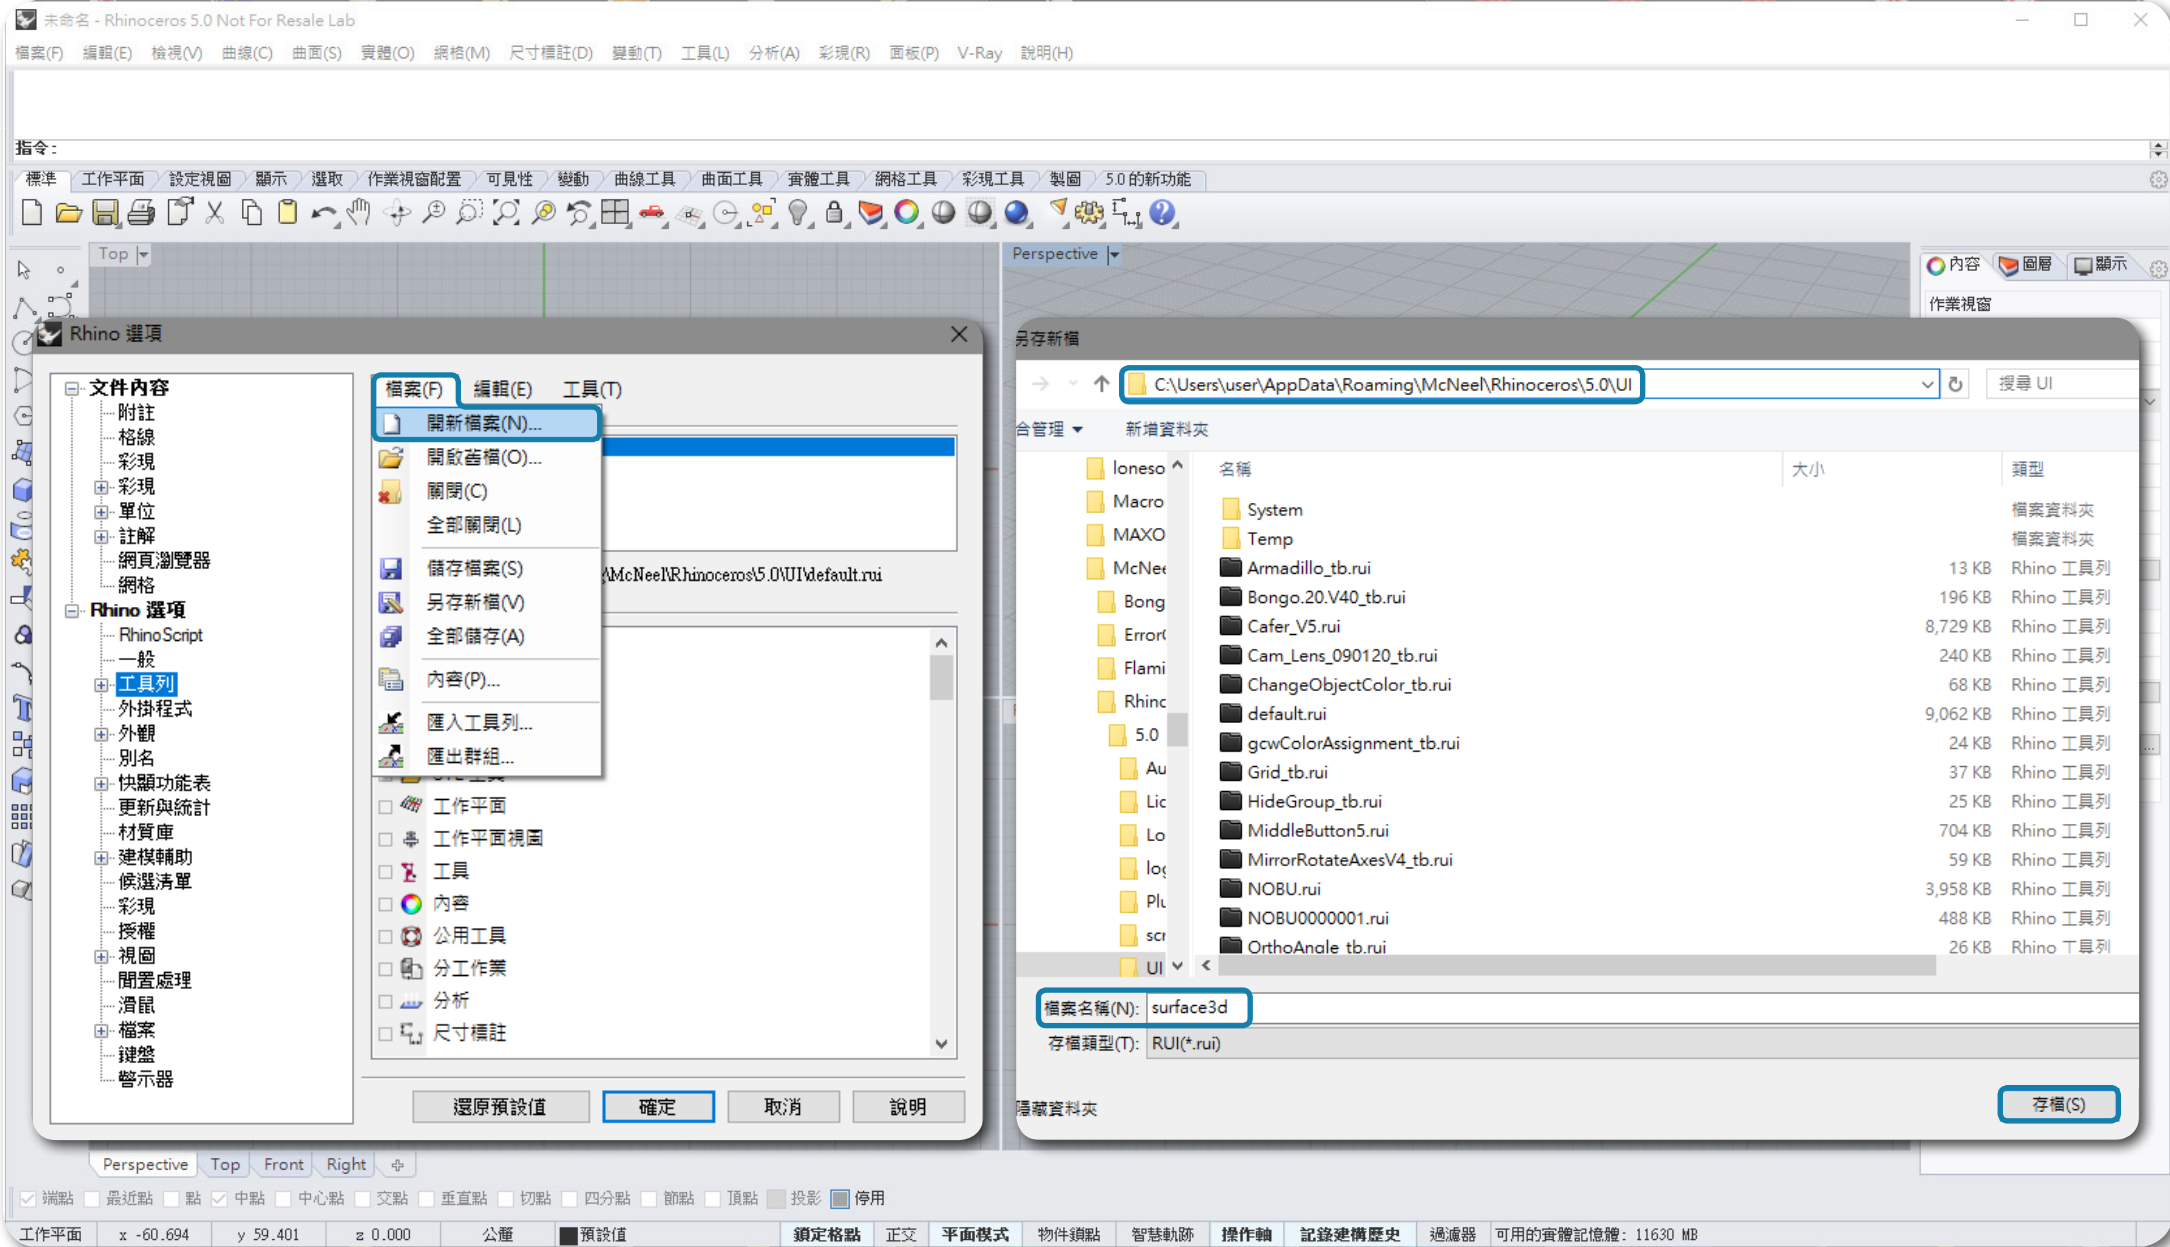 未命名 - Rhinoceros 5.0 Not For Resale Lab
檔案(F) 編輯(E) 檢視(V) 曲線(C) 曲面(S) 實體(O) 網格(M) 尺寸標註(D) 變動(T) 工具(L) 分析(A) 彩現(R) 面板(P) V-Ray 說明(H)
指令:
標準 工作平面 設定視圖 顯示 選取 作業視窗配置 可見性 變動 曲線工具 曲面工具 實體工具 網格工具 彩現工具 製圖 5.0 的新功能
Top
Perspective
內容 圖層 顯示
作業視窗
Rhino 選項
文件內容
附註
格線
彩現
彩現
單位
註解
網頁瀏覽器
網格
Rhino 選項
RhinoScript
一般
工具列
外掛程式
外觀
別名
快顯功能表
更新與統計
材質庫
建模輔助
候選清單
彩現
授權
視圖
閒置處理
滑鼠
檔案
鍵盤
警示器
檔案(F) 編輯(E) 工具(T)
開新檔案(N)...
開啟舊檔(O)...
關閉(C)
全部關閉(L)
儲存檔案(S)
另存新檔(V)
全部儲存(A)
內容(P)...
匯入工具列...
匯出群組...
\McNeel\Rhinoceros\5.0\UI\default.rui
工作平面
工作平面視圖
工具
內容
公用工具
分工作業
分析
尺寸標註
還原預設值 確定 取消 說明
另存新檔
C:\Users\user\AppData\Roaming\McNeel\Rhinoceros\5.0\UI
搜尋 UI
合管理 新增資料夾
loneso
Macro
MAXO
McNee
Bong
Error
Flami
Rhinc
5.0
Au
Lic
Lo
log
Plu
scr
UI
名稱 大小 類型
System 檔案資料夾
Temp 檔案資料夾
Armadillo_tb.rui 13 KB Rhino 工具列
Bongo.20.V40_tb.rui 196 KB Rhino 工具列
Cafer_V5.rui 8,729 KB Rhino 工具列
Cam_Lens_090120_tb.rui 240 KB Rhino 工具列
ChangeObjectColor_tb.rui 68 KB Rhino 工具列
default.rui 9,062 KB Rhino 工具列
gcwColorAssignment_tb.rui 24 KB Rhino 工具列
Grid_tb.rui 37 KB Rhino 工具列
HideGroup_tb.rui 25 KB Rhino 工具列
MiddleButton5.rui 704 KB Rhino 工具列
MirrorRotateAxesV4_tb.rui 59 KB Rhino 工具列
NOBU.rui 3,958 KB Rhino 工具列
NOBU0000001.rui 488 KB Rhino 工具列
OrthoAngle_tb.rui 26 KB Rhino 工具列
檔案名稱(N): surface3d
存檔類型(T): RUI(*.rui)
隱藏資料夾
存檔(S)
Perspective Top Front Right
端點 最近點 點 中點 中心點 交點 垂直點 切點 四分點 節點 頂點 投影 停用
工作平面 x -60.694 y 59.401 z 0.000 公釐 預設值 鎖定格點 正交 平面模式 物件鎖點 智慧軌跡 操作軸 記錄建構歷史 過濾器 可用的實體記憶體: 11630 MB